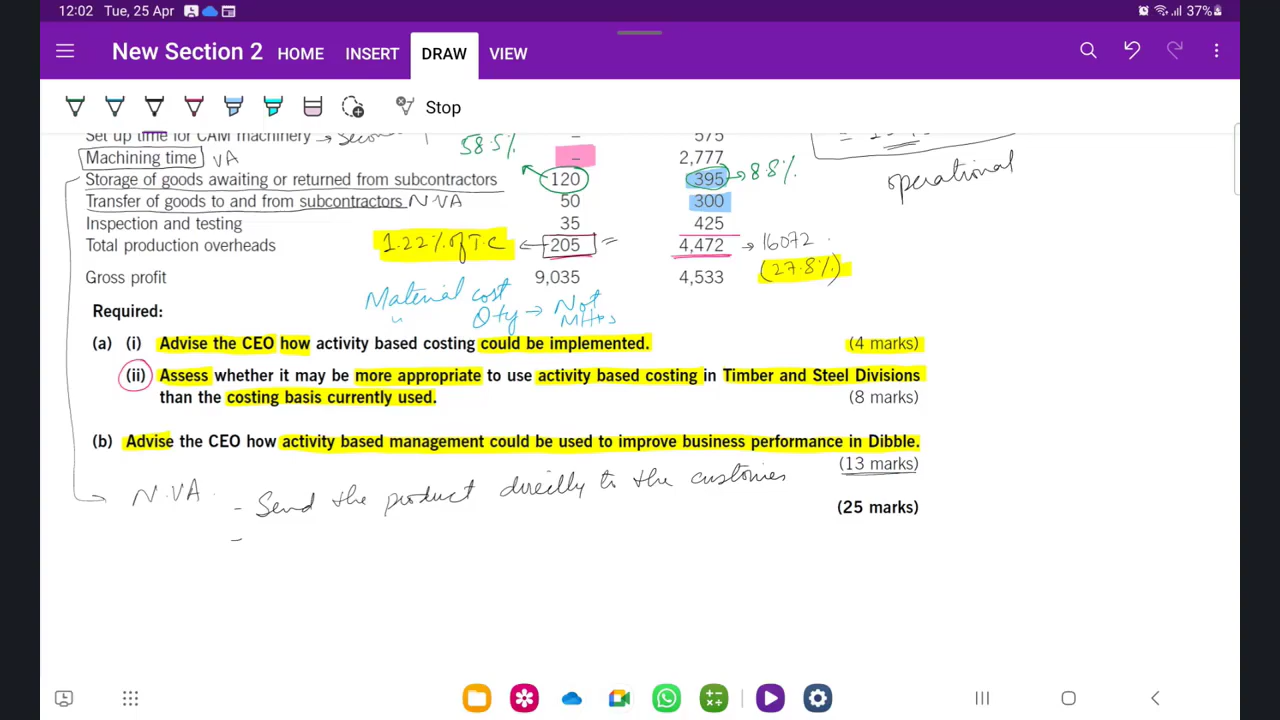 12:02 Tue, 25 Apr 37%
New Section 2 HOME INSERT DRAW VIEW
Stop
Set up time for CAM machinery → – 575
58.5%
Machining time VA – 2,777
Storage of goods awaiting or returned from subcontractors 120 395 → 8.8%
operational
Transfer of goods to and from subcontractors NVA 50 300
Inspection and testing 35 425
Total production overheads 1.22% of T.C ← 205 = 4,472 → 16072
(27.8%)
Gross profit 9,035 4,533
Material cost
Qty → Not
MHrs
Required:
(a) (i) Advise the CEO how activity based costing could be implemented. (4 marks)
(ii) Assess whether it may be more appropriate to use activity based costing in Timber and Steel Divisions
than the costing basis currently used. (8 marks)
(b) Advise the CEO how activity based management could be used to improve business performance in Dibble.
(13 marks)
N.VA. - Send the product directly to the customers
(25 marks)
-